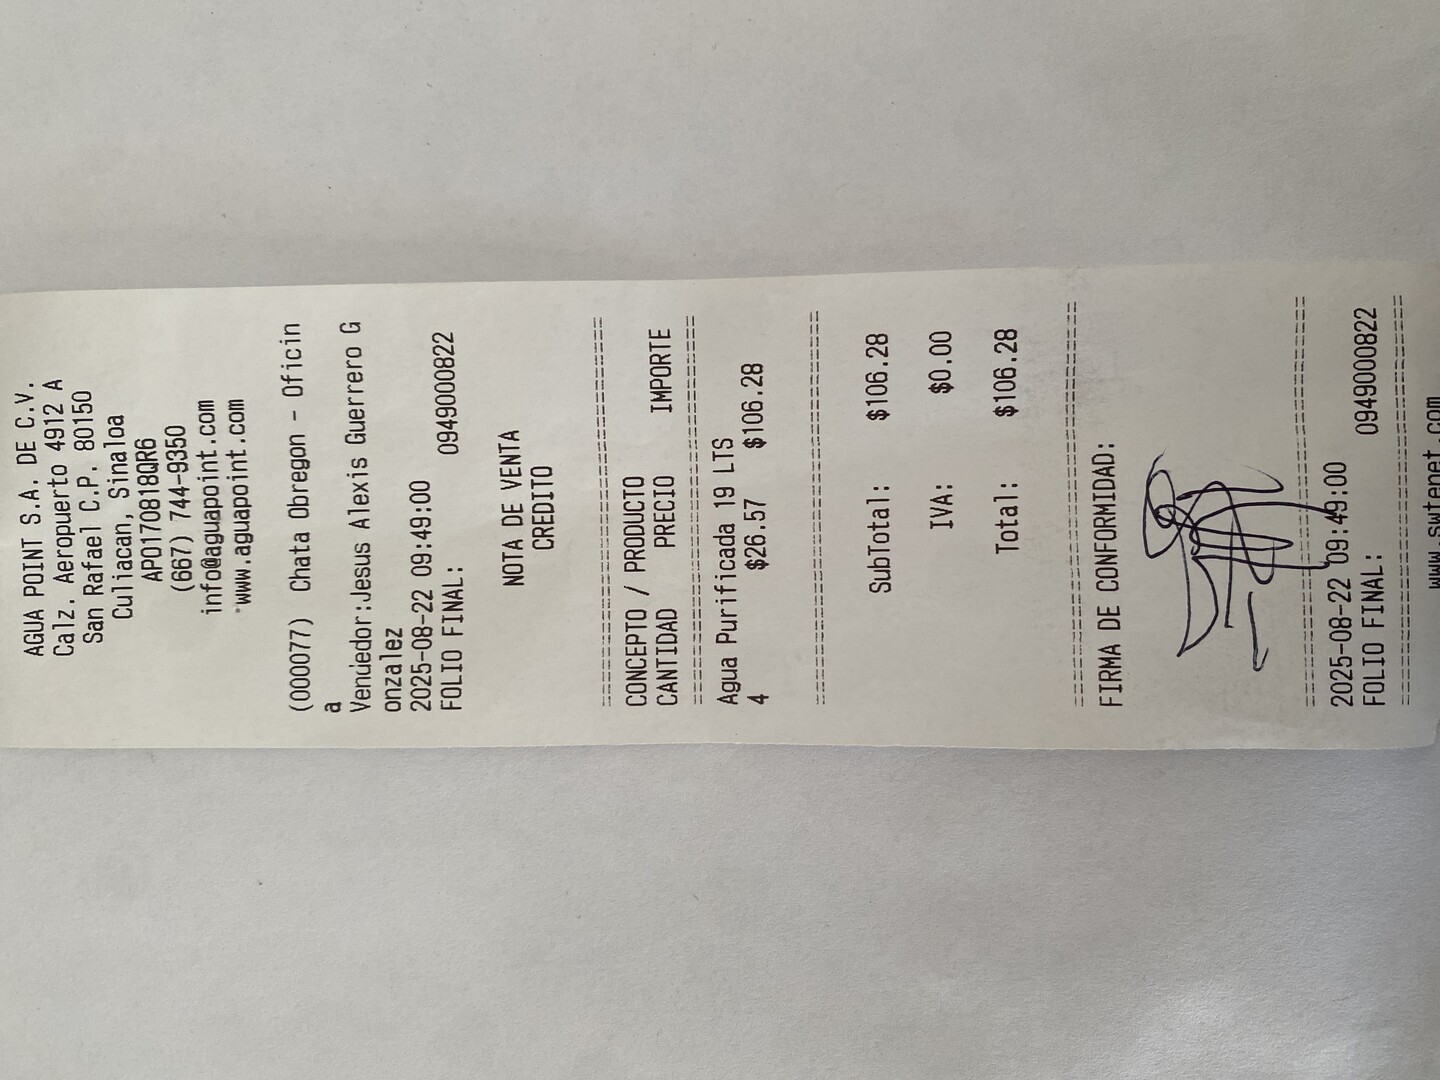 AGUA POINT S.A. DE C.V.
Calz. Aeropuerto 4912 A
San Rafael C.P. 80150
Culiacan, Sinaloa
APO170818QR6
(667) 744-9350
info@aguapoint.com
www.aguapoint.com
(000077) Chata Obregon - Oficin
a
Vendedor:Jesus Alexis Guerrero G
onzalez
2025-08-22 09:49:00
FOLIO FINAL: 0949000822
NOTA DE VENTA
CREDITO
================================
CONCEPTO / PRODUCTO
CANTIDAD PRECIO IMPORTE
================================
Agua Purificada 19 LTS
4 $26.57 $106.28
================================
SubTotal: $106.28
IVA: $0.00
Total: $106.28
================================
FIRMA DE CONFORMIDAD:
================================
2025-08-22 09:49:00
FOLIO FINAL: 0949000822
================================
www.swtenet.com